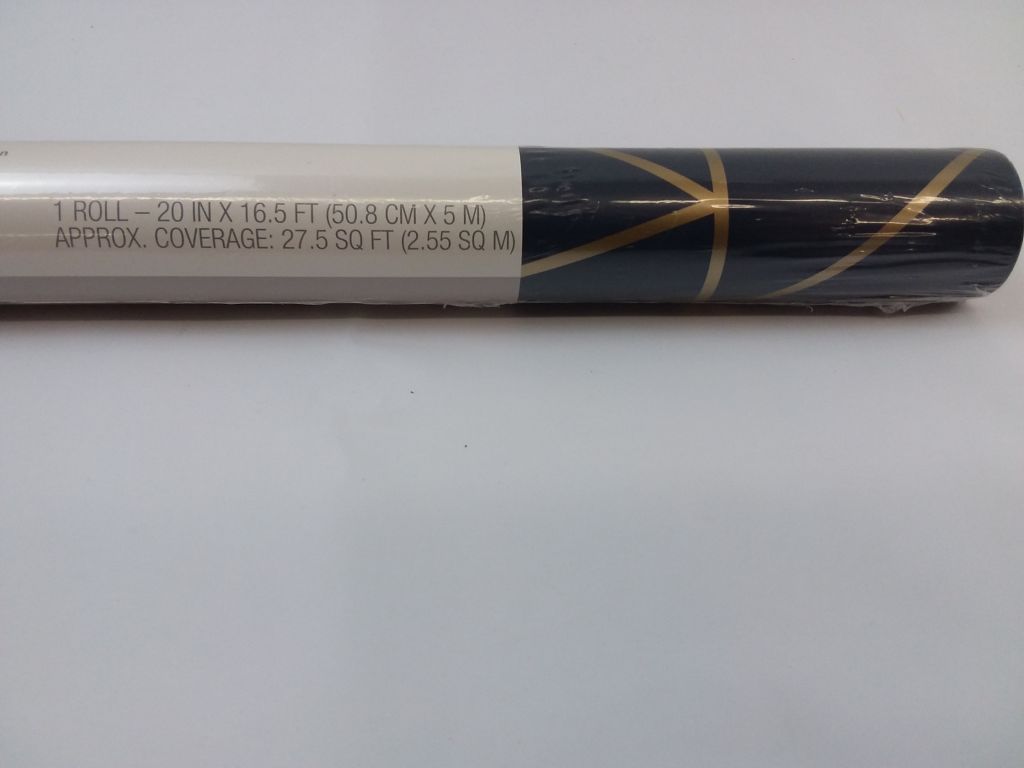 1 ROLL – 20 IN X 16.5 FT (50.8 CM X 5 M)
APPROX. COVERAGE: 27.5 SQ FT (2.55 SQ M)